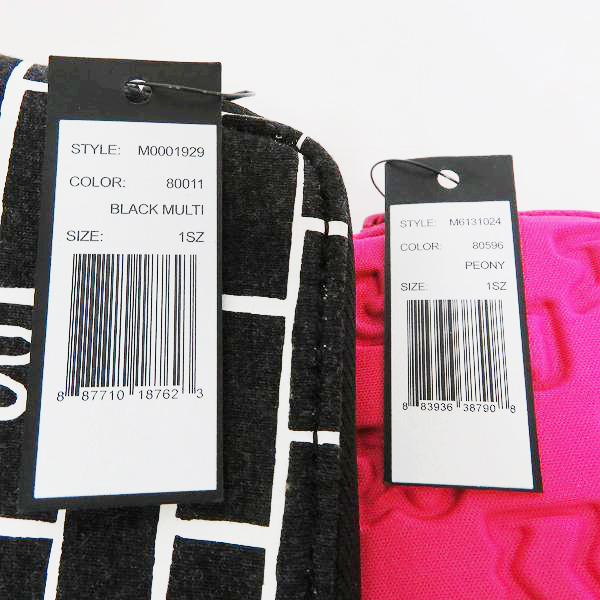 STYLE: M0001929
COLOR: 80011
BLACK MULTI
SIZE: 1SZ
8 87710 18762 3
STYLE: M6131024
COLOR: 80596
PEONY
SIZE: 1SZ
8 83936 38790 8